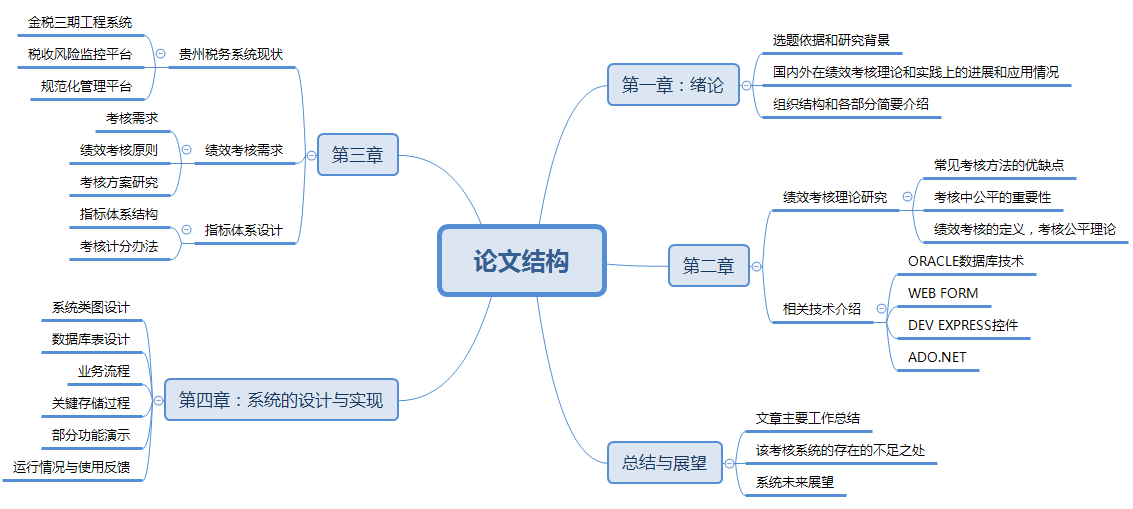 论文结构
第一章：绪论
选题依据和研究背景
国内外在绩效考核理论和实践上的进展和应用情况
组织结构和各部分简要介绍
第二章
绩效考核理论研究
常见考核方法的优缺点
考核中公平的重要性
绩效考核的定义，考核公平理论
相关技术介绍
ORACLE数据库技术
WEB FORM
DEV EXPRESS控件
ADO.NET
第三章
贵州税务系统现状
金税三期工程系统
税收风险监控平台
规范化管理平台
绩效考核需求
考核需求
绩效考核原则
考核方案研究
指标体系设计
指标体系结构
考核计分办法
第四章：系统的设计与实现
系统类图设计
数据库表设计
业务流程
关键存储过程
部分功能演示
运行情况与使用反馈
总结与展望
文章主要工作总结
该考核系统的存在的不足之处
系统未来展望